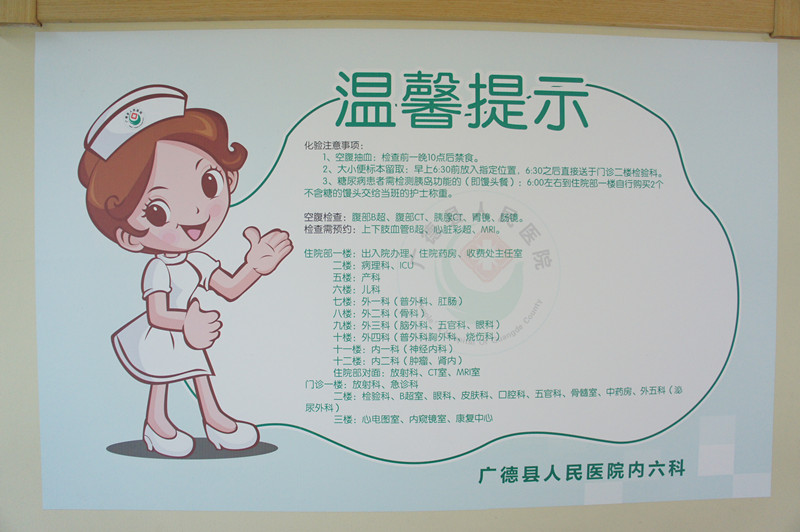 温馨提示
化验注意事项：
1、空腹抽血：检查前一晚10点后禁食。
2、大小便标本留取：早上6:30前放入指定位置，6:30之后直接送于门诊二楼检验科。
3、糖尿病患者需检测胰岛功能的（即馒头餐）：6:00左右到住院部一楼自行购买2个
不含糖的馒头交给当班的护士称重。
空腹检查：腹部B超、腹部CT、胰腺CT、胃镜、肠镜。
检查需预约：上下肢血管B超、心脏彩超、MRI。
住院部一楼：出入院办理、住院药房、收费处主任室
二楼：病理科、ICU
五楼：产科
六楼：儿科
七楼：外一科（普外科、肛肠）
八楼：外二科（骨科）
九楼：外三科（脑外科、五官科、眼科）
十楼：外四科（普外科胸外科、烧伤科）
十一楼：内一科（神经内科）
十二楼：内二科（肿瘤、肾内）
住院部对面：放射科、CT室、MRI室
门诊一楼：放射科、急诊科
二楼：检验科、B超室、眼科、皮肤科、口腔科、五官科、骨髓室、中药房、外五科（泌
尿外科）
三楼：心电图室、内窥镜室、康复中心
广德县人民医院内六科